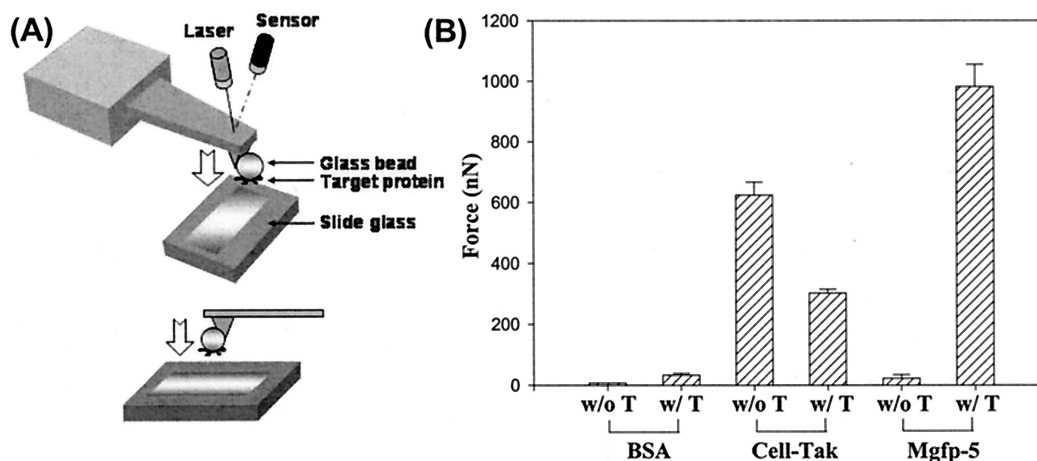 (A)
Laser
Sensor
Glass bead
Target protein
Slide glass
(B)
Force (nN)
1200
1000
800
600
400
200
0
w/o T w/ T w/o T w/ T w/o T w/ T
BSA Cell-Tak Mgfp-5